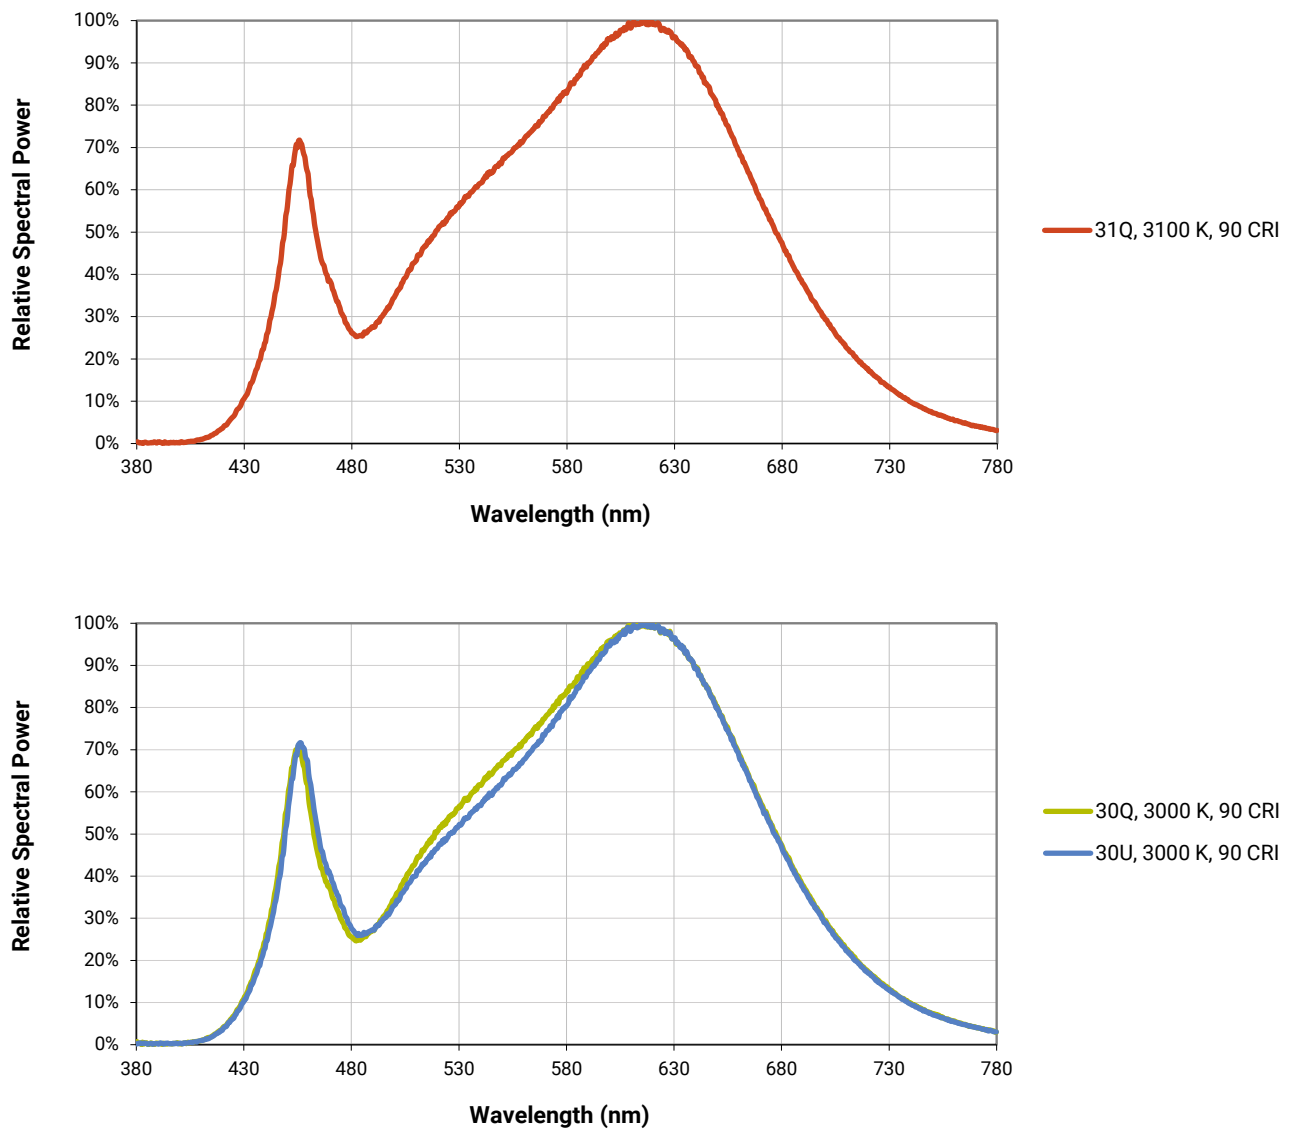 Relative Spectral Power
100%
90%
80%
70%
60%
50%
40%
30%
20%
10%
0%
380 430 480 530 580 630 680 730 780
Wavelength (nm)
31Q, 3100 K, 90 CRI
Relative Spectral Power
100%
90%
80%
70%
60%
50%
40%
30%
20%
10%
0%
380 430 480 530 580 630 680 730 780
Wavelength (nm)
30Q, 3000 K, 90 CRI
30U, 3000 K, 90 CRI